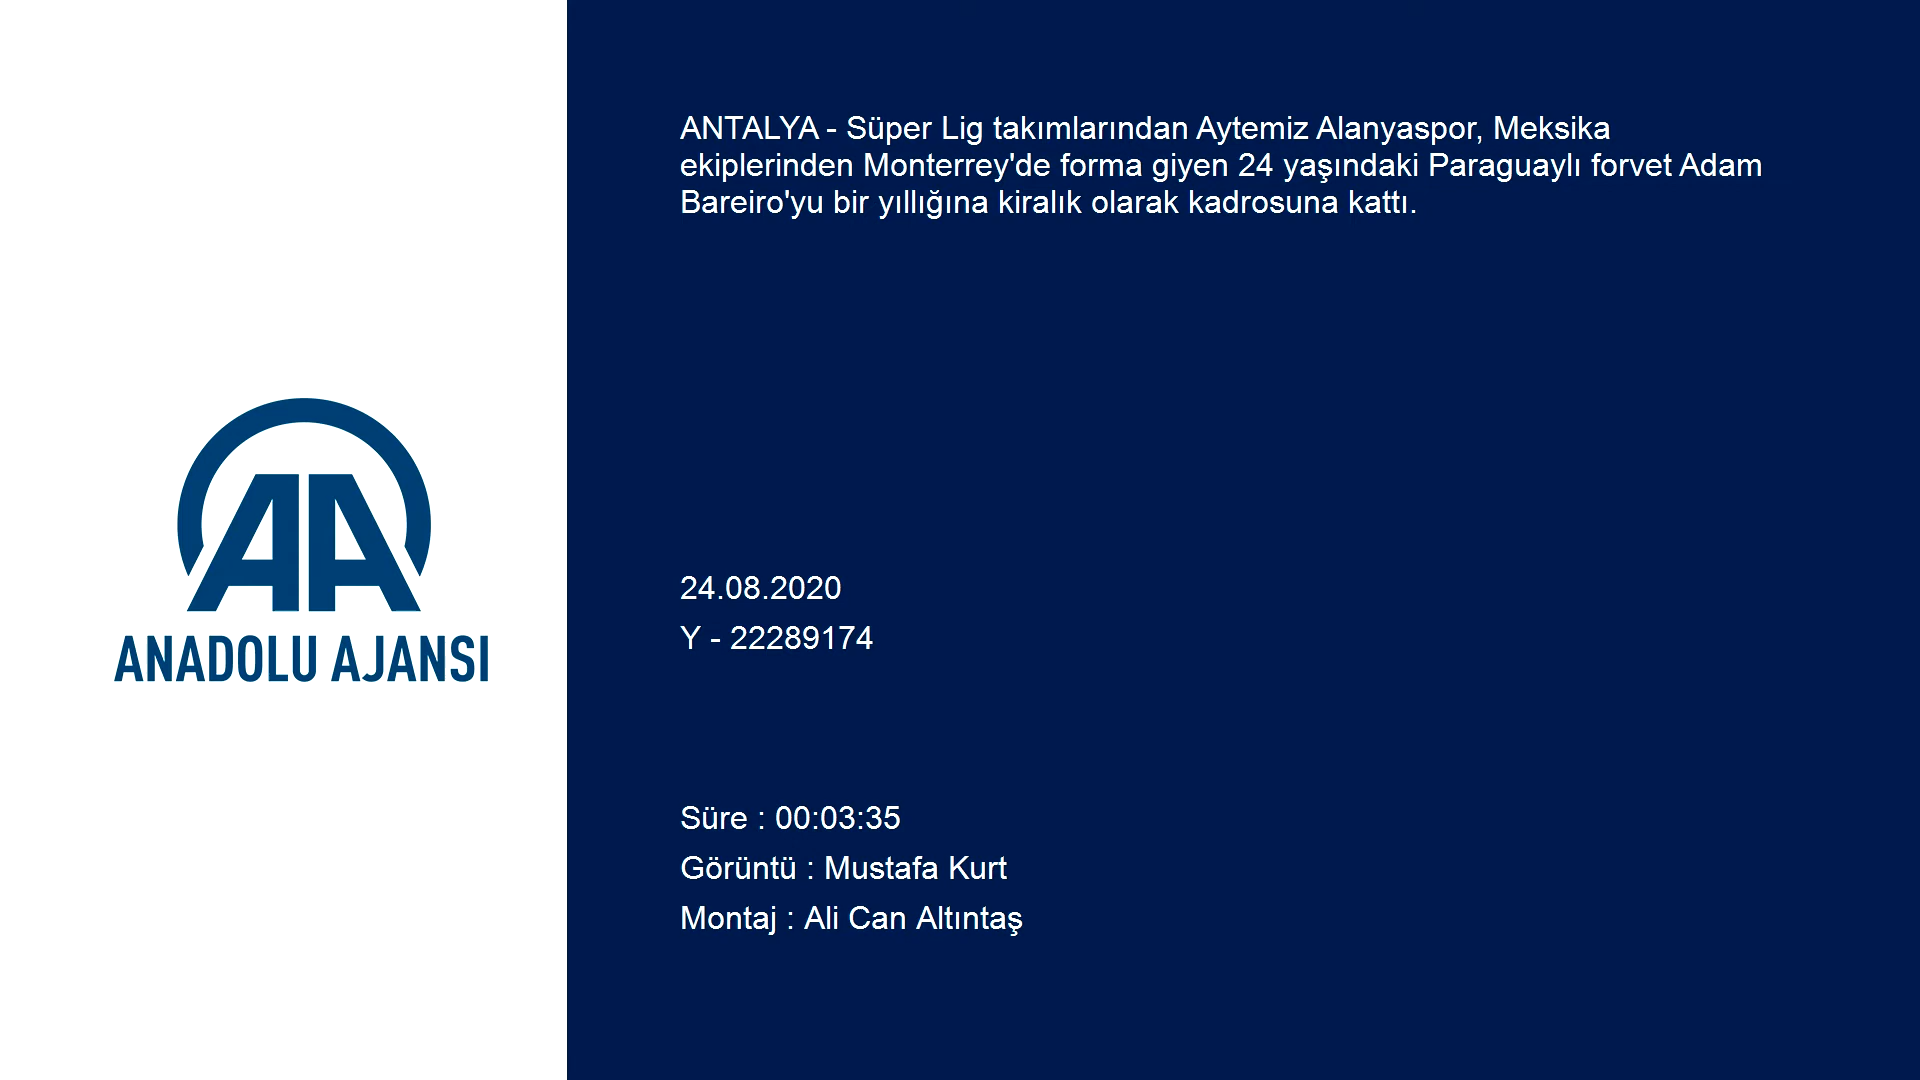 ANTALYA - Süper Lig takımlarından Aytemiz Alanyaspor, Meksika
ekiplerinden Monterrey'de forma giyen 24 yaşındaki Paraguaylı forvet Adam
Bareiro'yu bir yıllığına kiralık olarak kadrosuna kattı.
AA
ANADOLU AJANSI
24.08.2020
Y - 22289174
Süre : 00:03:35
Görüntü : Mustafa Kurt
Montaj : Ali Can Altıntaş